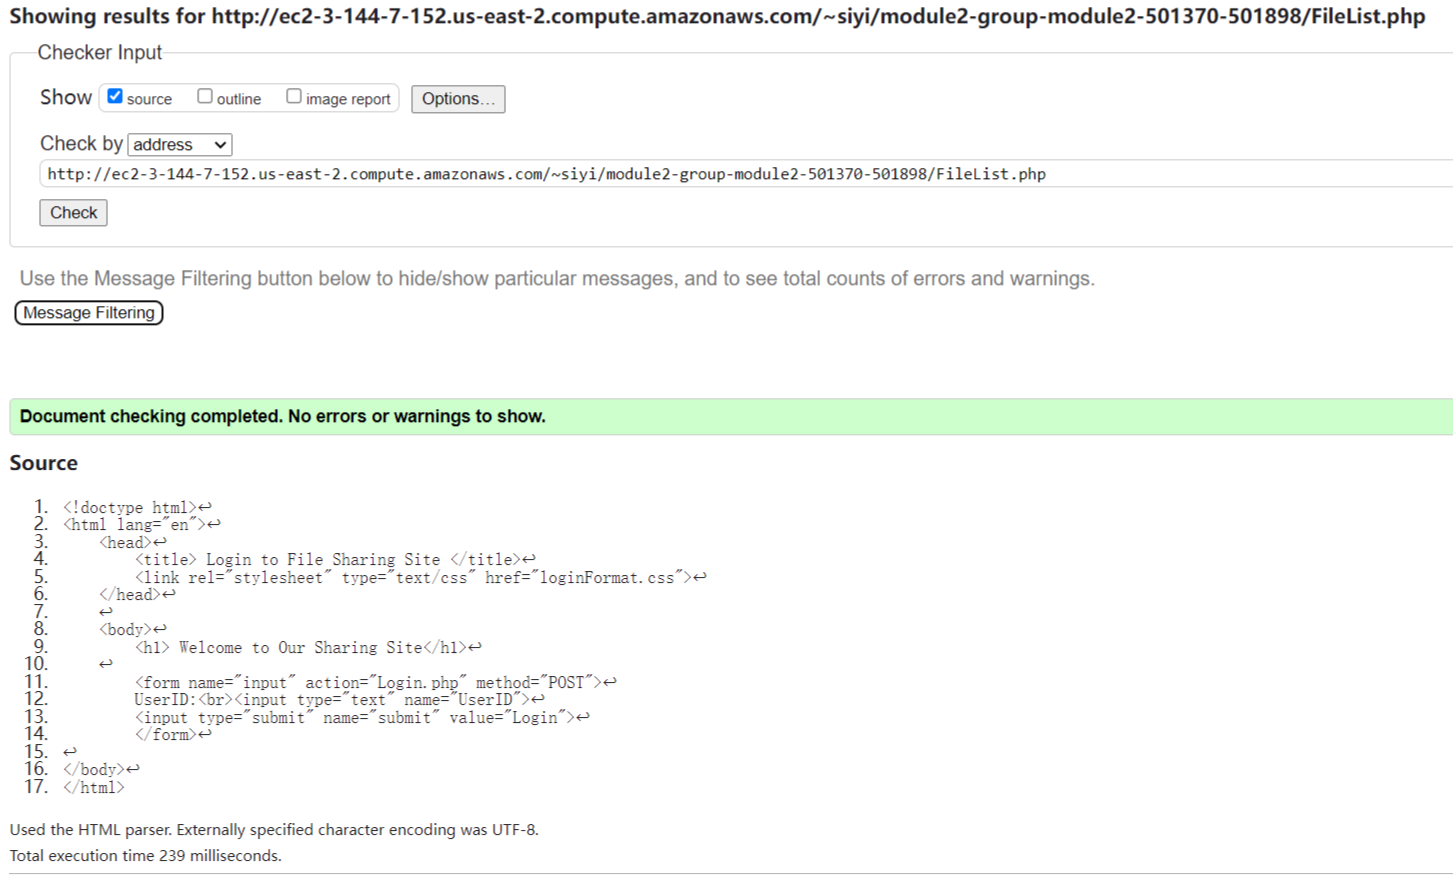 Showing results for http://ec2-3-144-7-152.us-east-2.compute.amazonaws.com/~siyi/module2-group-module2-501370-501898/FileList.php
Checker Input
Show source outline image report Options...
Check by address
http://ec2-3-144-7-152.us-east-2.compute.amazonaws.com/~siyi/module2-group-module2-501370-501898/FileList.php
Check
Use the Message Filtering button below to hide/show particular messages, and to see total counts of errors and warnings.
Message Filtering
Document checking completed. No errors or warnings to show.
Source
1. <!doctype html>↩
2. <html lang="en">↩
3. <head>↩
4. <title> Login to File Sharing Site </title>↩
5. <link rel="stylesheet" type="text/css" href="loginFormat.css">↩
6. </head>↩
7. ↩
8. <body>↩
9. <h1> Welcome to Our Sharing Site</h1>↩
10. ↩
11. <form name="input" action="Login.php" method="POST">↩
12. UserID:<br><input type="text" name="UserID">↩
13. <input type="submit" name="submit" value="Login">↩
14. </form>↩
15. ↩
16. </body>↩
17. </html>
Used the HTML parser. Externally specified character encoding was UTF-8.
Total execution time 239 milliseconds.